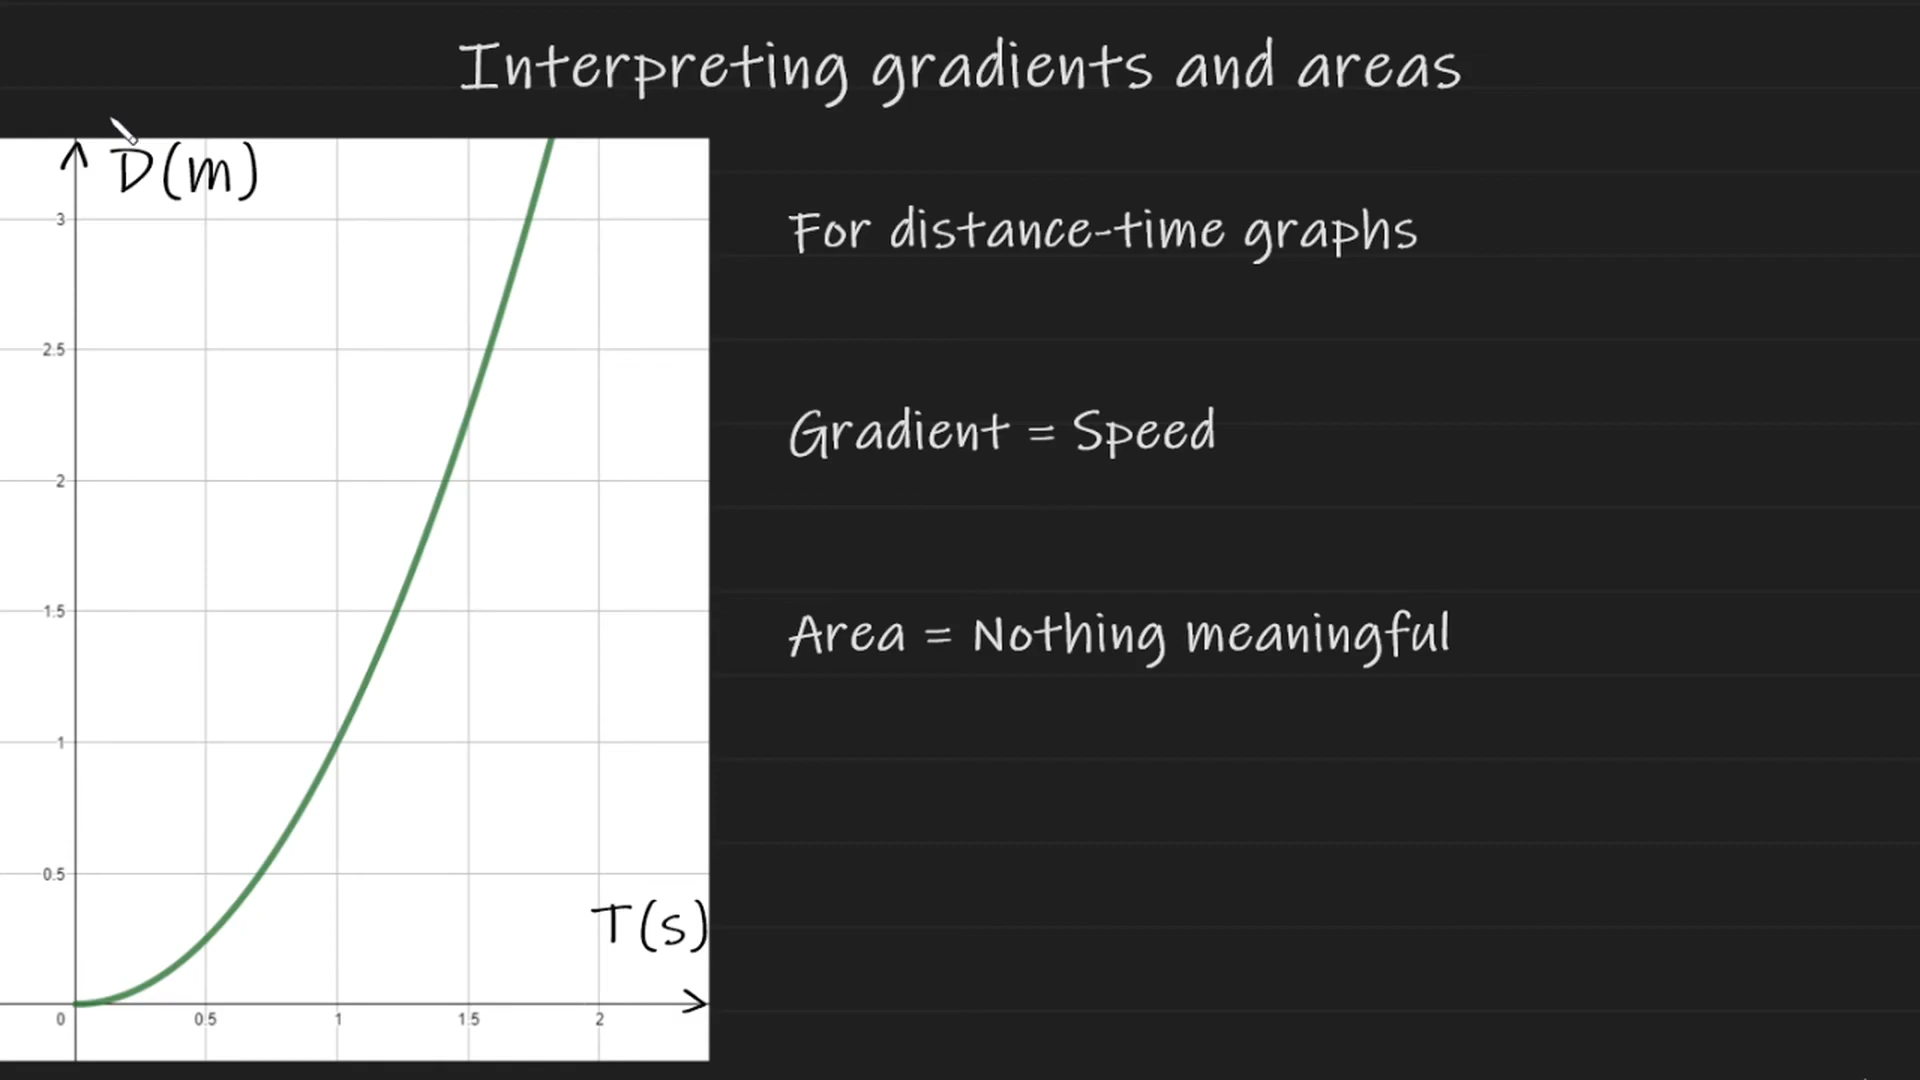 Interpreting gradients and areas
D(m)
3
2.5
2
1.5
1
0.5
T(s)
0 0.5 1 1.5 2
For distance-time graphs
Gradient = Speed
Area = Nothing meaningful